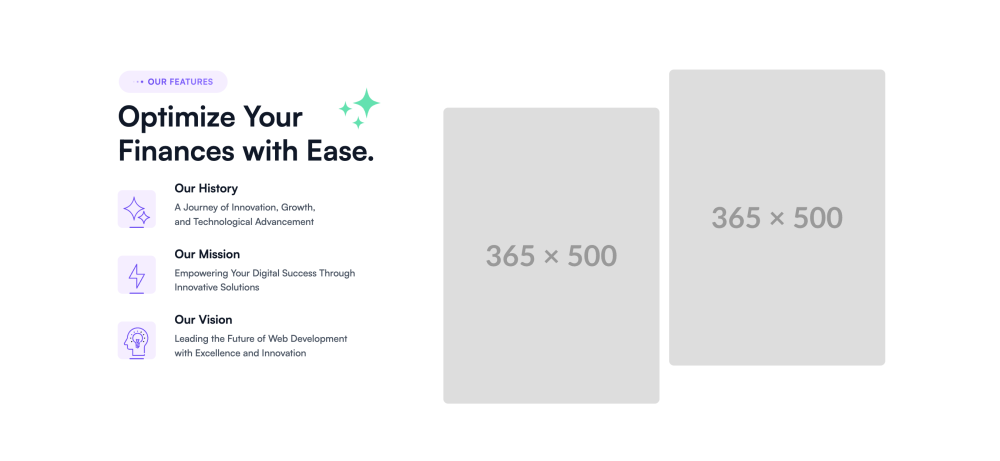 OUR FEATURES
Optimize Your
Finances with Ease.
Our History
A Journey of Innovation, Growth,
and Technological Advancement
Our Mission
Empowering Your Digital Success Through
Innovative Solutions
Our Vision
Leading the Future of Web Development
with Excellence and Innovation
365 × 500
365 × 500